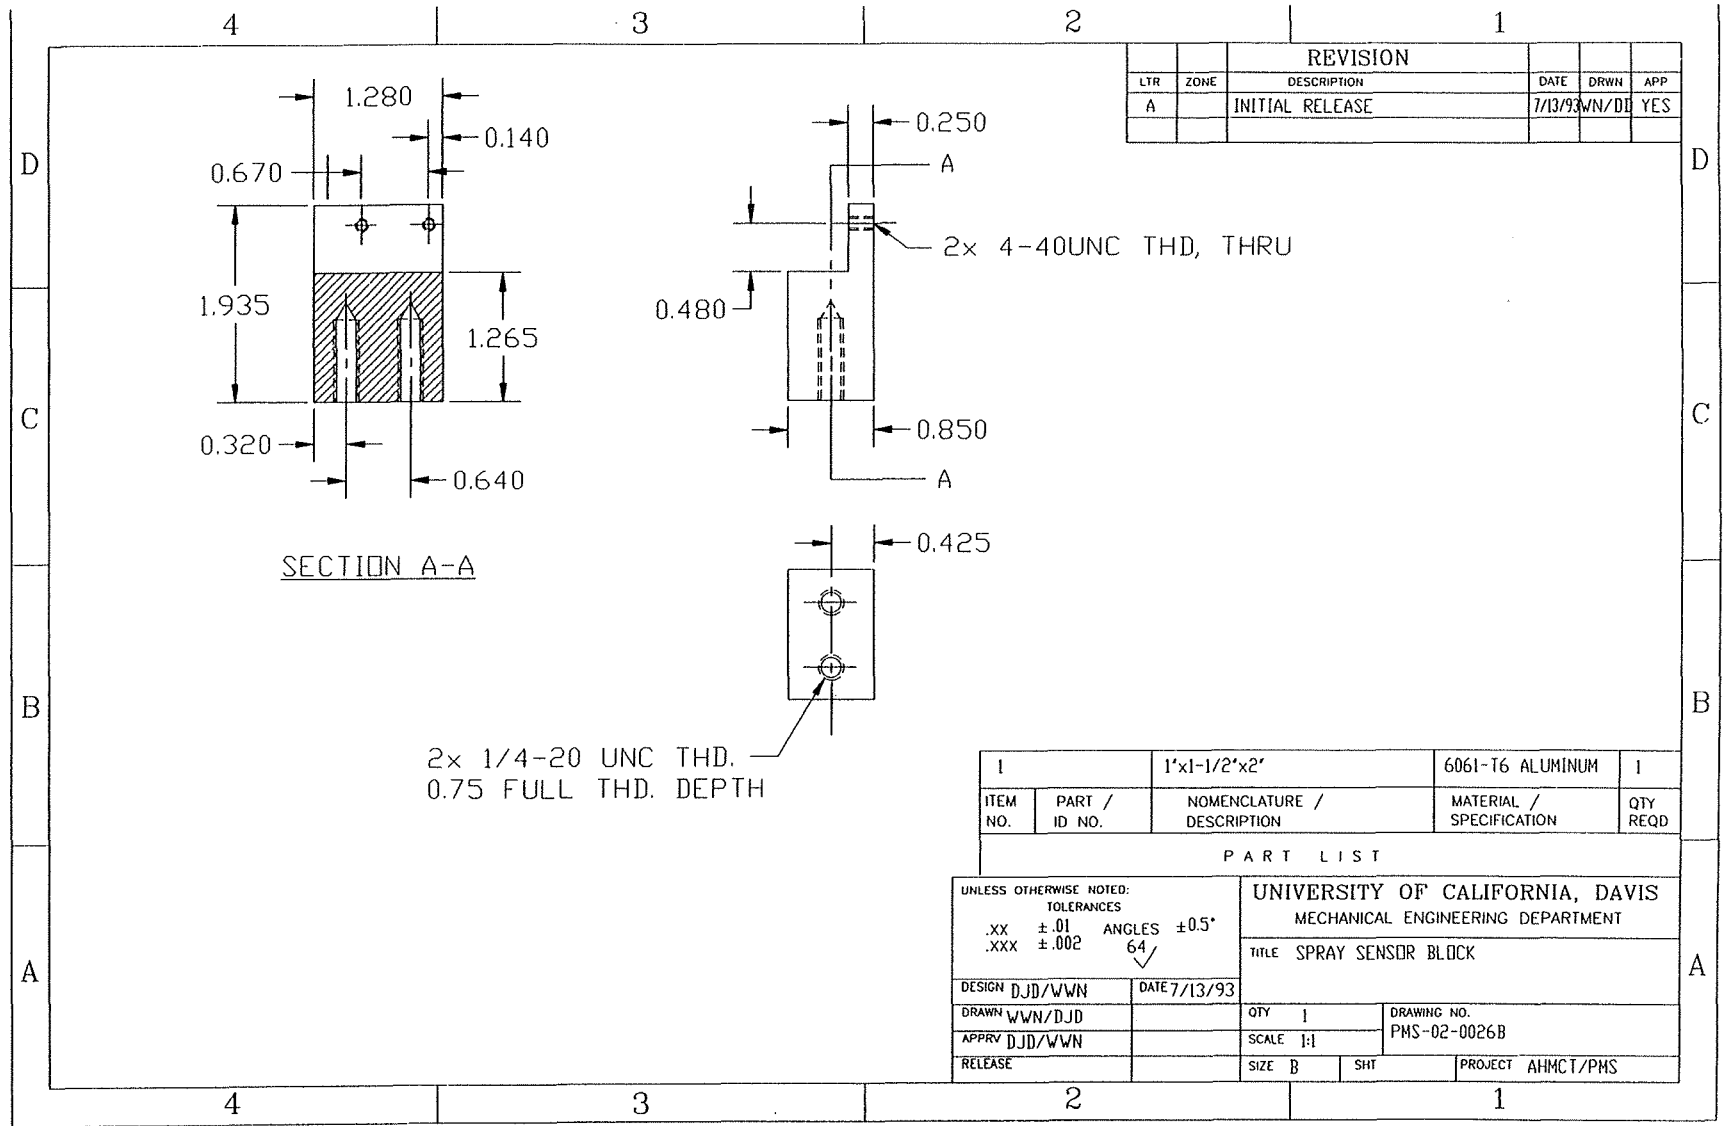 4 3 2 1
REVISION
LTR ZONE DESCRIPTION DATE DRWN APP
A INITIAL RELEASE 7/13/93 WN/DD YES
D D
1.280
0.140
0.670
0.250
A
2x 4-40UNC THD, THRU
1.935
0.480
1.265
C C
0.320
0.850
0.640
A
0.425
SECTION A-A
B B
2x 1/4-20 UNC THD.
0.75 FULL THD. DEPTH
1 1"x1-1/2"x2" 6061-T6 ALUMINUM 1
ITEM NO. PART / ID NO. NOMENCLATURE / DESCRIPTION MATERIAL / SPECIFICATION QTY REQD
PART LIST
UNLESS OTHERWISE NOTED:
TOLERANCES
.XX ±.01 ANGLES ±0.5°
.XXX ±.002 64
UNIVERSITY OF CALIFORNIA, DAVIS
MECHANICAL ENGINEERING DEPARTMENT
TITLE SPRAY SENSOR BLOCK
A A
DESIGN DJD/WWN DATE 7/13/93
DRAWN WWN/DJD
APPRV DJD/WWN
RELEASE
QTY 1
SCALE 1:1
DRAWING NO.
PMS-02-0026B
SIZE B SHT PROJECT AHMCT/PMS
4 3 2 1